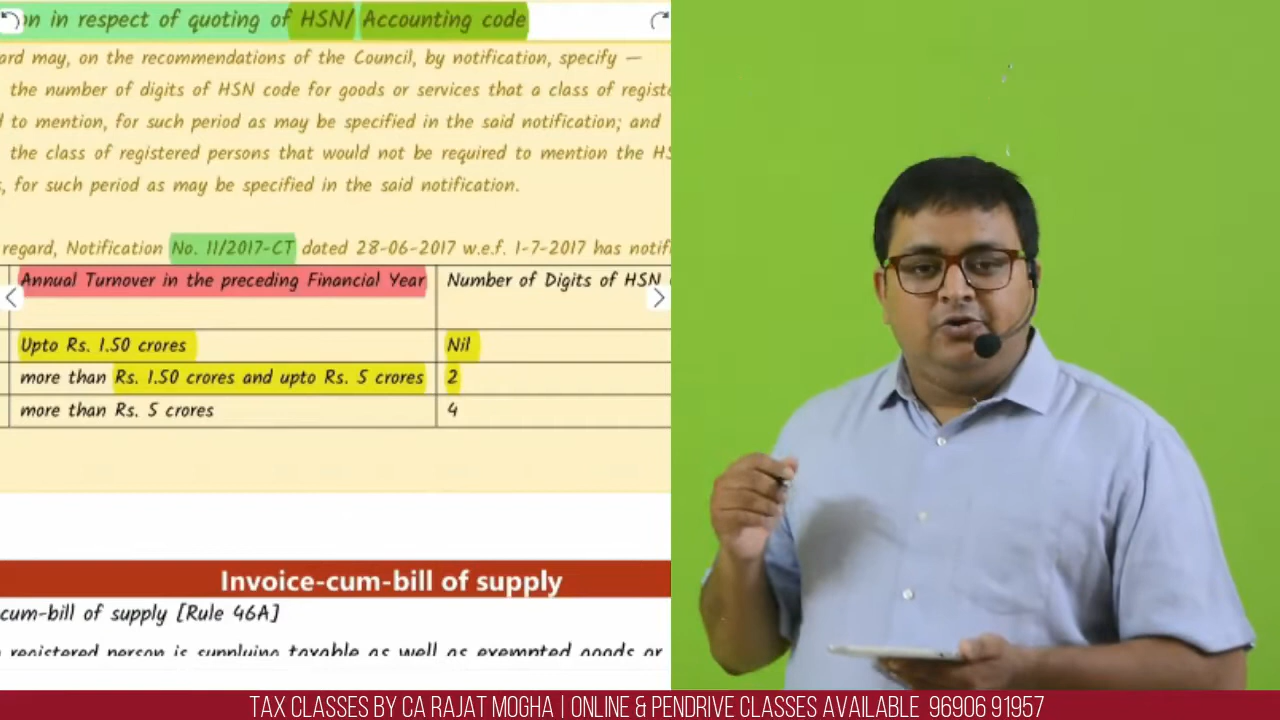 on in respect of quoting of HSN/ Accounting code
ard may, on the recommendations of the Council, by notification, specify —
the number of digits of HSN code for goods or services that a class of registe
to mention, for such period as may be specified in the said notification; and
the class of registered persons that would not be required to mention the HS
, for such period as may be specified in the said notification.
regard, Notification No. 11/2017-CT dated 28-06-2017 w.e.f. 1-7-2017 has notif
Annual Turnover in the preceding Financial Year Number of Digits of HSN
Upto Rs. 1.50 crores Nil
more than Rs. 1.50 crores and upto Rs. 5 crores 2
more than Rs. 5 crores 4
Invoice-cum-bill of supply
cum-bill of supply [Rule 46A]
registered person is supplying taxable as well as exempted goods or
TAX CLASSES BY CA RAJAT MOGHA | ONLINE & PENDRIVE CLASSES AVAILABLE 96906 91957